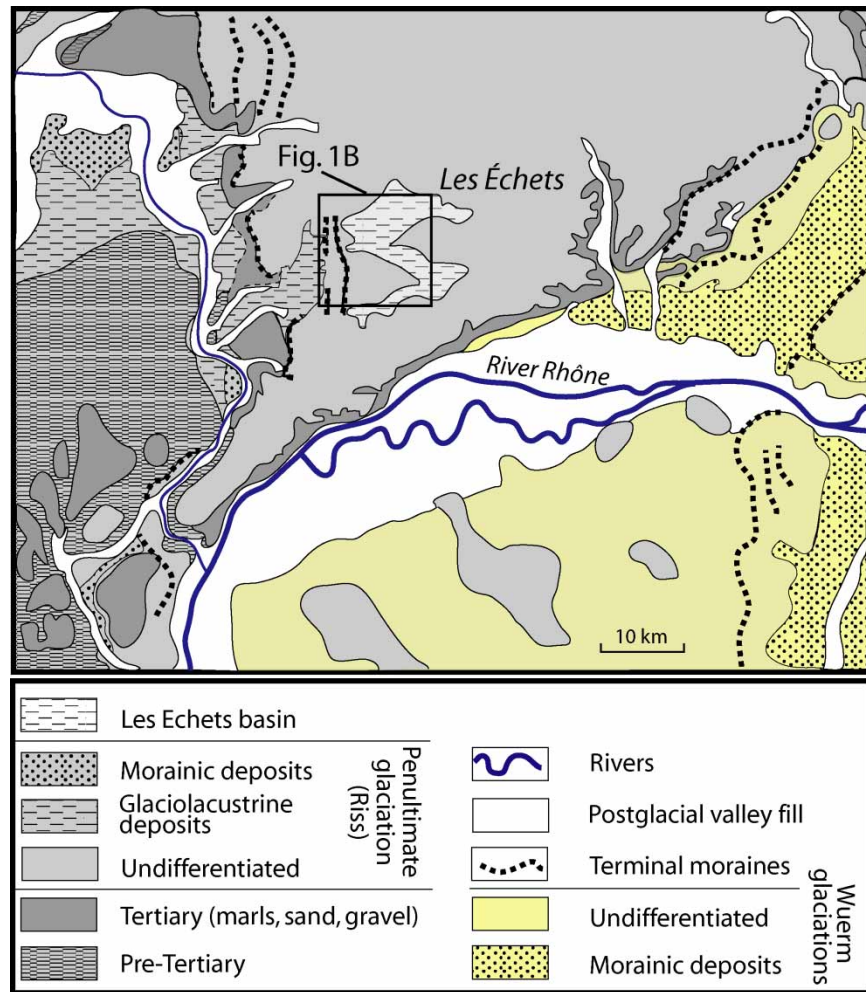 Fig. 1B
Les Échets
River Rhône
10 km
Les Echets basin
Morainic deposits
Glaciolacustrine
deposits
Undifferentiated
Penultimate
glaciation
(Riss)
Tertiary (marls, sand, gravel)
Pre-Tertiary
Rivers
Postglacial valley fill
Terminal moraines
Undifferentiated
Morainic deposits
Wuerm
glaciations